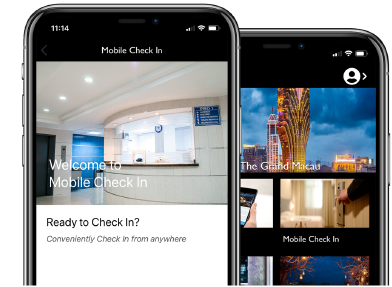 11:14
Mobile Check In
Welcome to
Mobile Check In
Ready to Check In?
Conveniently Check in from anywhere
The Grand Macau
Mobile Check In